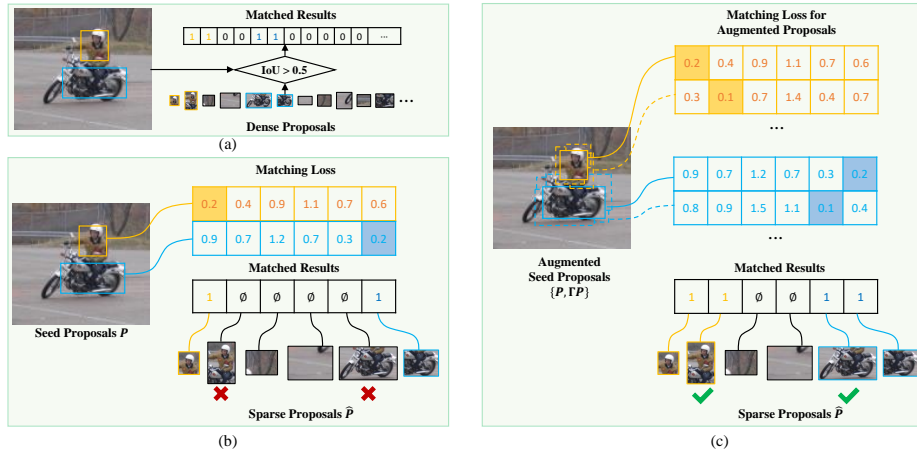 Matched Results
1 1 0 0 1 1 0 0 0 0 0 ...
IoU > 0.5
...
Dense Proposals
(a)
Matching Loss
0.2 0.4 0.9 1.1 0.7 0.6
0.9 0.7 1.2 0.7 0.3 0.2
Matched Results
1 ∅ ∅ ∅ ∅ 1
Seed Proposals P
Sparse Proposals P̂
(b)
Matching Loss for
Augmented Proposals
0.2 0.4 0.9 1.1 0.7 0.6
0.3 0.1 0.7 1.4 0.4 0.7
...
0.9 0.7 1.2 0.7 0.3 0.2
0.8 0.9 1.5 1.1 0.1 0.4
...
Augmented
Seed Proposals
{P, ΓP}
Matched Results
1 1 ∅ ∅ 1 1
Sparse Proposals P̂
(c)